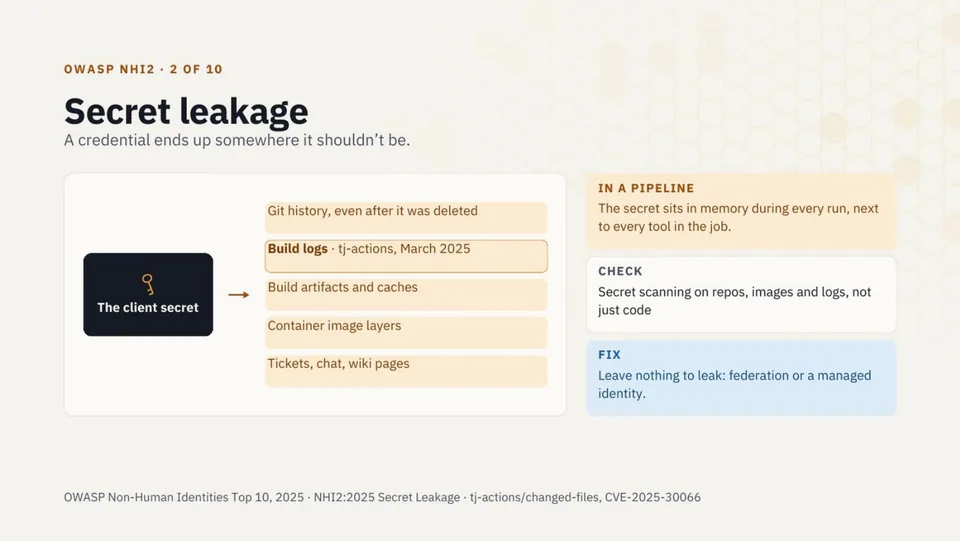 OWASP NHI2 · 2 OF 10
Secret leakage
A credential ends up somewhere it shouldn’t be.
The client secret
Git history, even after it was deleted
Build logs · tj-actions, March 2025
Build artifacts and caches
Container image layers
Tickets, chat, wiki pages
IN A PIPELINE
The secret sits in memory during every run, next
to every tool in the job.
CHECK
Secret scanning on repos, images and logs, not
just code
FIX
Leave nothing to leak: federation or a managed
identity.
OWASP Non-Human Identities Top 10, 2025 · NHI2:2025 Secret Leakage · tj-actions/changed-files, CVE-2025-30066